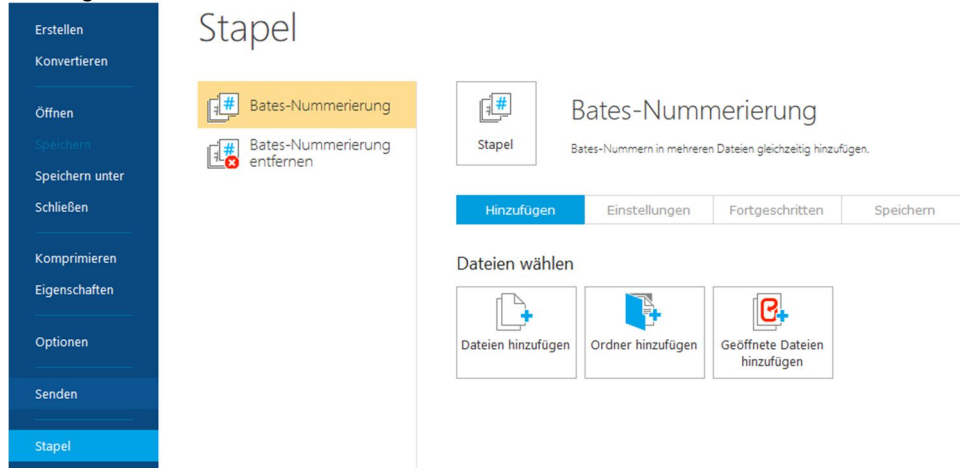 Erstellen
Konvertieren
Öffnen
Speichern
Speichern unter
Schließen
Komprimieren
Eigenschaften
Optionen
Senden
Stapel
Stapel
Bates-Nummerierung
Bates-Nummerierung
entfernen
Stapel
Bates-Nummerierung
Bates-Nummern in mehreren Dateien gleichzeitig hinzufügen.
Hinzufügen
Einstellungen
Fortgeschritten
Speichern
Dateien wählen
Dateien hinzufügen
Ordner hinzufügen
Geöffnete Dateien
hinzufügen